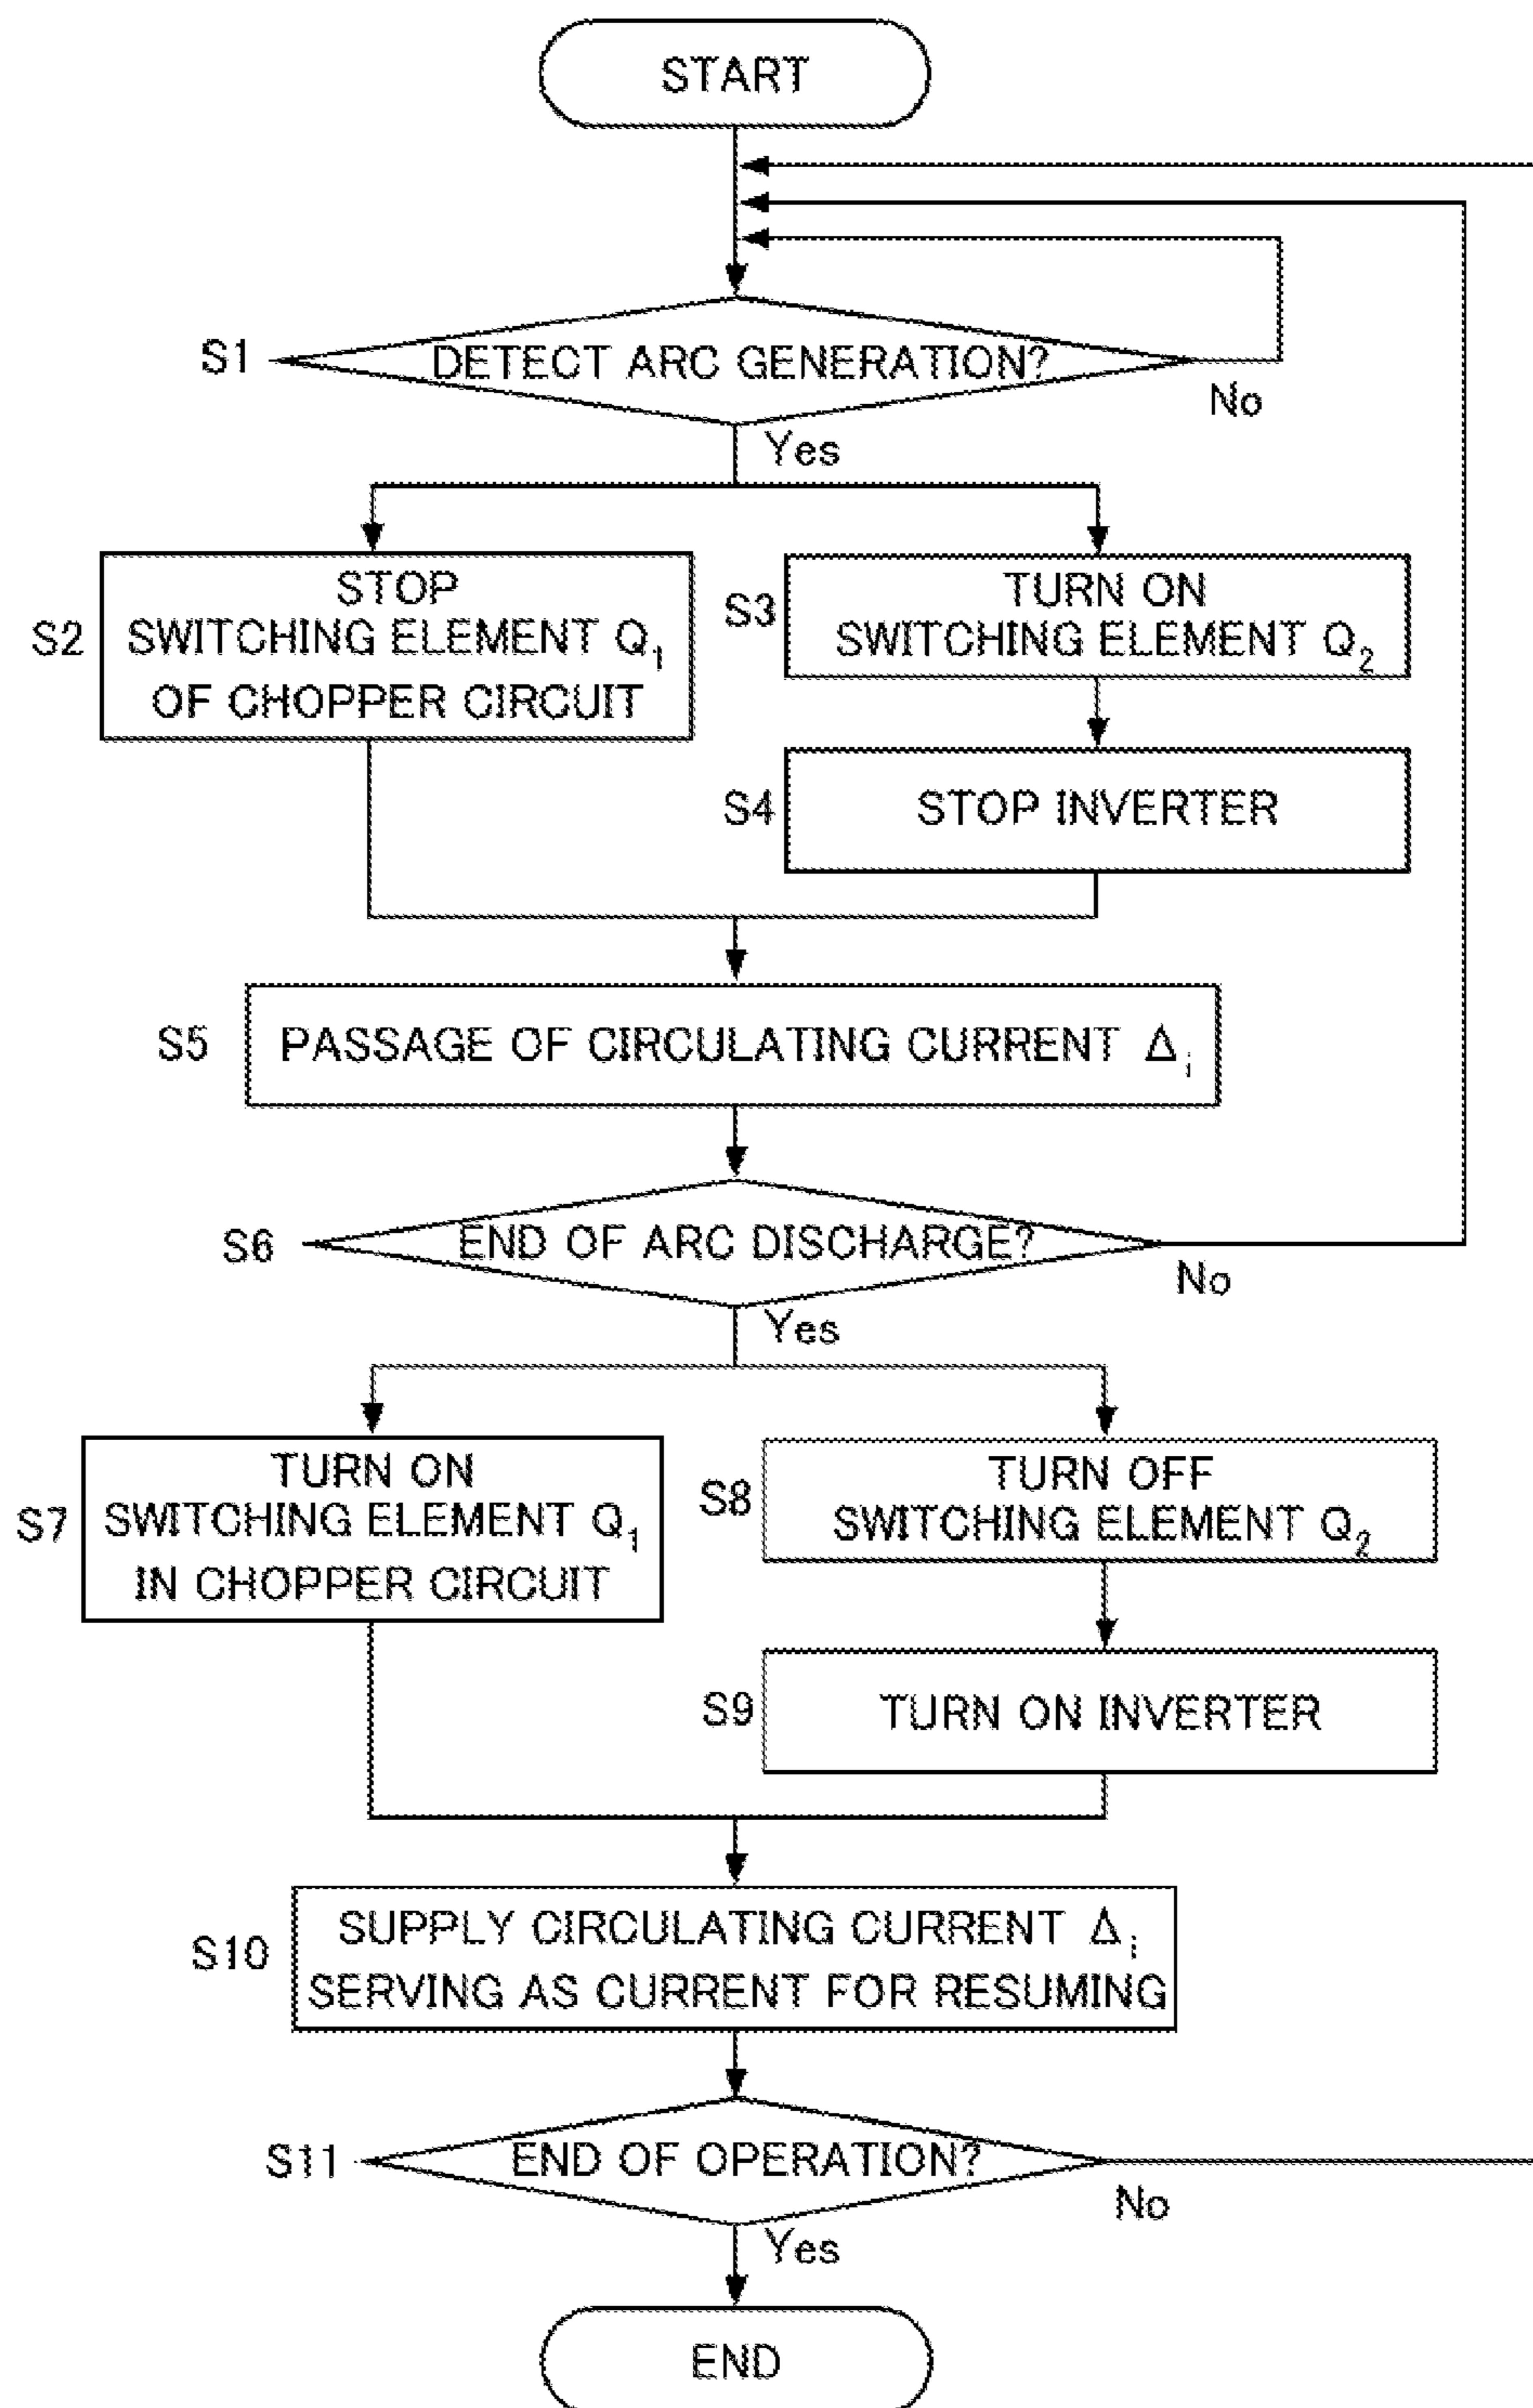 START
S1
DETECT ARC GENERATION?
No
Yes
S2
STOP
SWITCHING ELEMENT Q₁
OF CHOPPER CIRCUIT
S3
TURN ON
SWITCHING ELEMENT Q₂
S4
STOP INVERTER
S5
PASSAGE OF CIRCULATING CURRENT Δᵢ
S6
END OF ARC DISCHARGE?
No
Yes
S7
TURN ON
SWITCHING ELEMENT Q₁
IN CHOPPER CIRCUIT
S8
TURN OFF
SWITCHING ELEMENT Q₂
S9
TURN ON INVERTER
S10
SUPPLY CIRCULATING CURRENT Δᵢ
SERVING AS CURRENT FOR RESUMING
S11
END OF OPERATION?
No
Yes
END